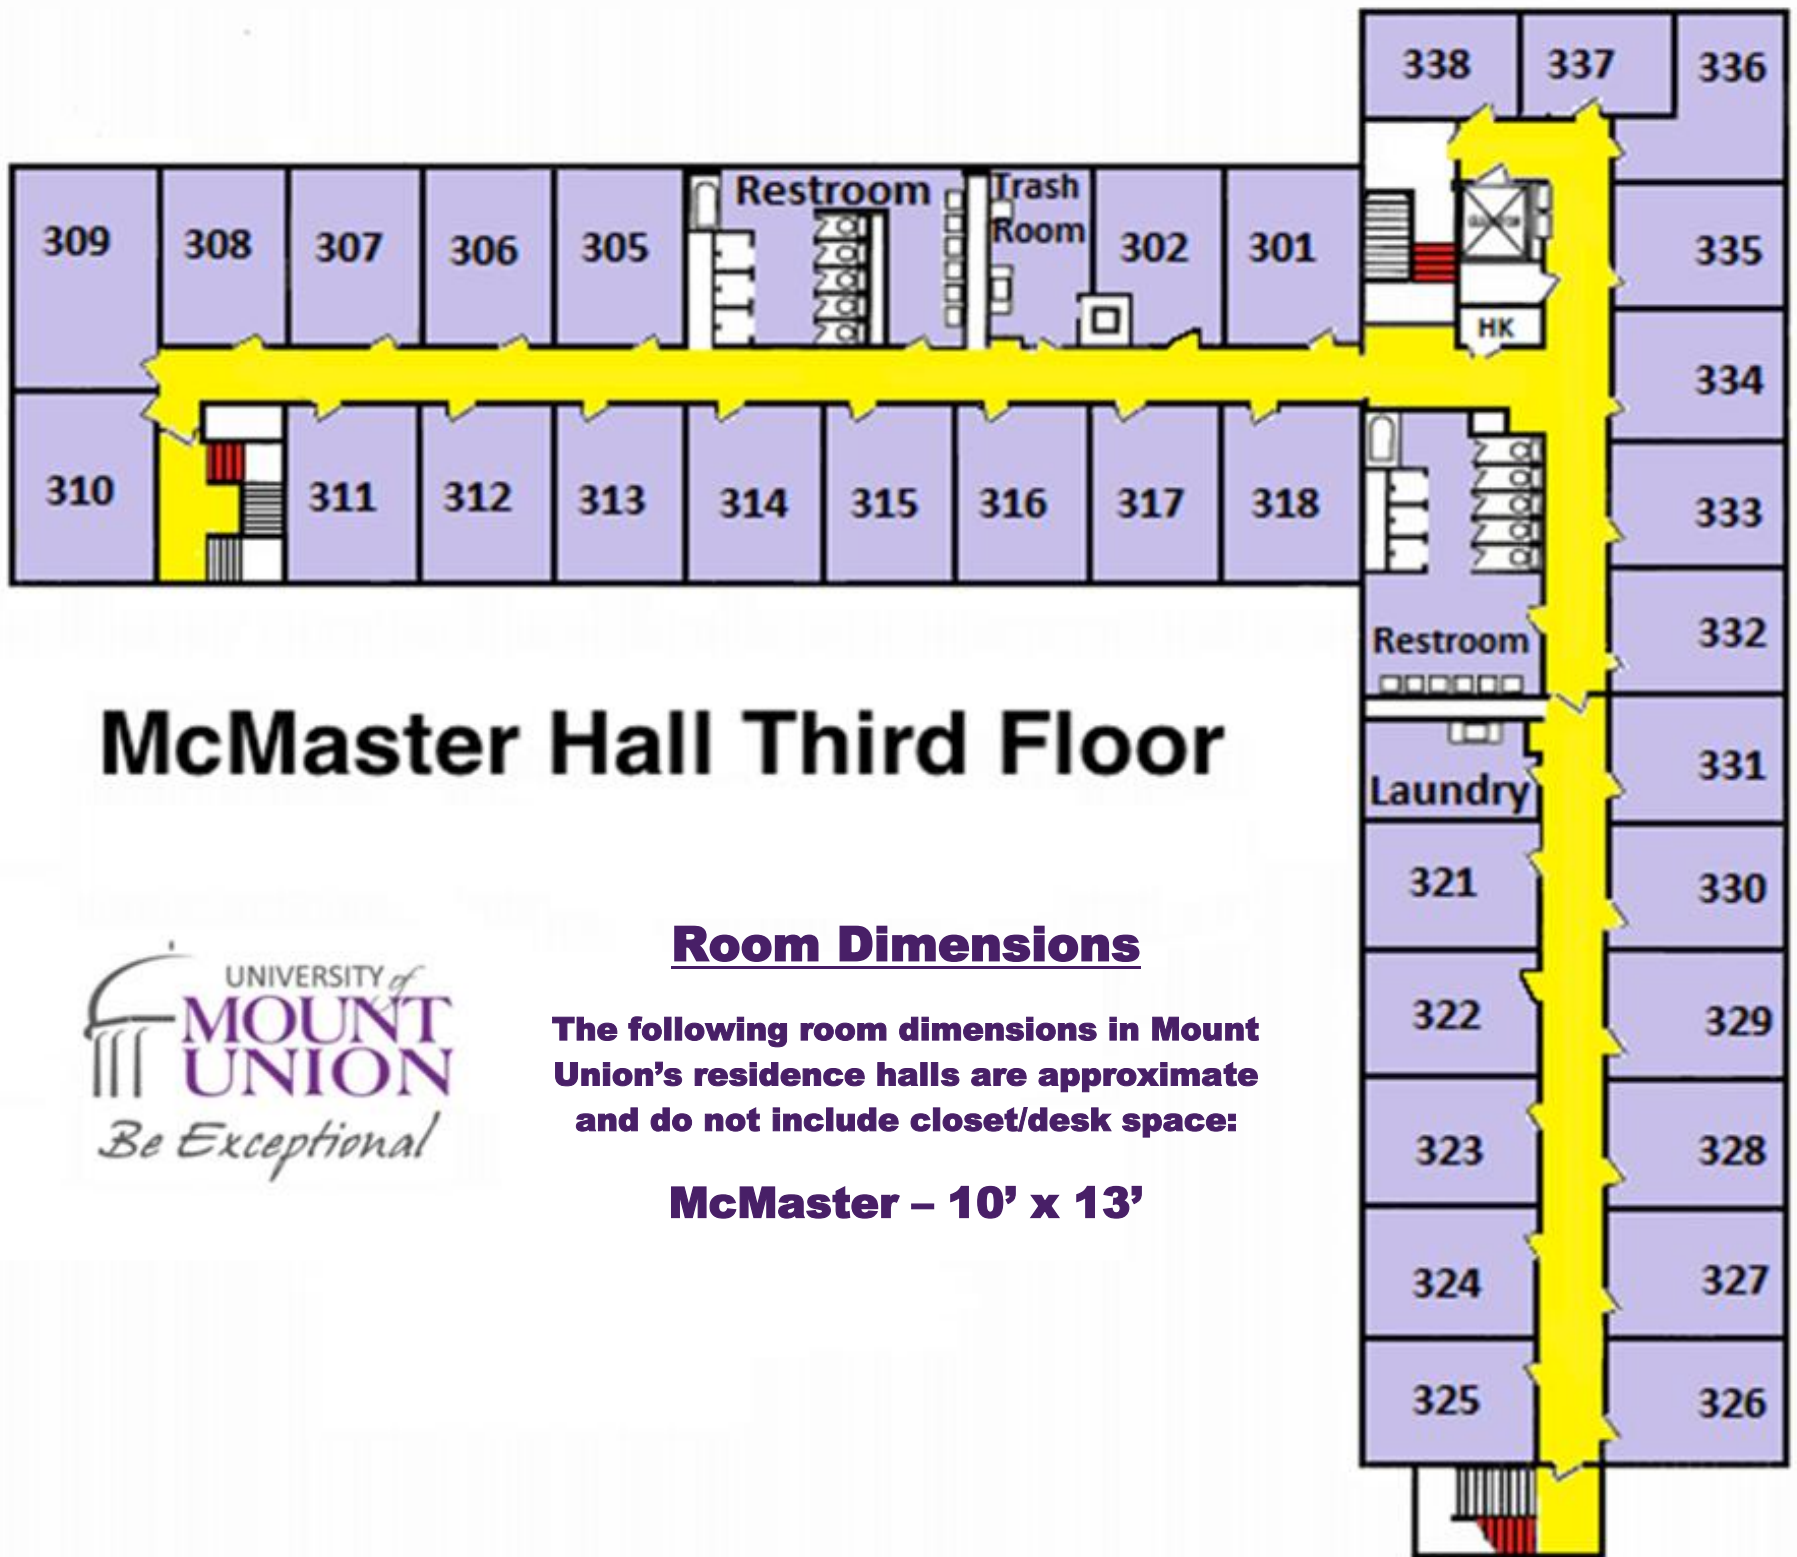 338 337 336
Restroom Trash
Room
309 308 307 306 305 302 301 335
HK
334
310 311 312 313 314 315 316 317 318 333
Restroom 332
McMaster Hall Third Floor
331
Laundry
321 330
Room Dimensions
UNIVERSITY of
MOUNT
UNION
Be Exceptional
The following room dimensions in Mount
Union’s residence halls are approximate
and do not include closet/desk space:
McMaster – 10’ x 13’
322 329
323 328
324 327
325 326